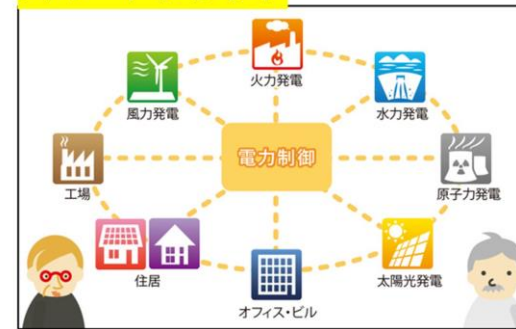 火力発電
風力発電
水力発電
電力制御
工場
原子力発電
住居
太陽光発電
オフィス・ビル